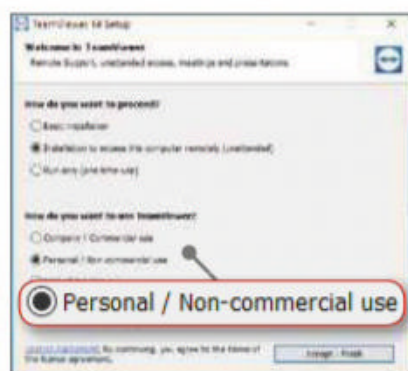 TeamViewer 14 Setup
Welcome to TeamViewer
Remote Support, unattended access, meetings and presentations
How do you want to proceed?
Basic installation
Installation to access this computer remotely (unattended)
Run only (one time use)
How do you want to use TeamViewer?
Company / Commercial use
Personal / Non-commercial use
Personal / Non-commercial use
License Agreement: By continuing, you agree to the terms of
the license agreement.
Accept - Finish